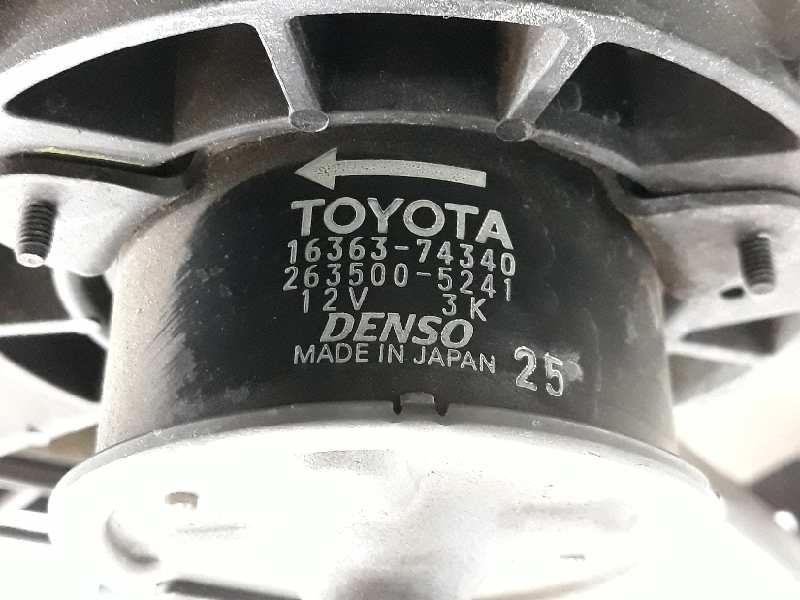 TOYOTA
16363-74340
263500-5241
12V 3K
DENSO
MADE IN JAPAN 25